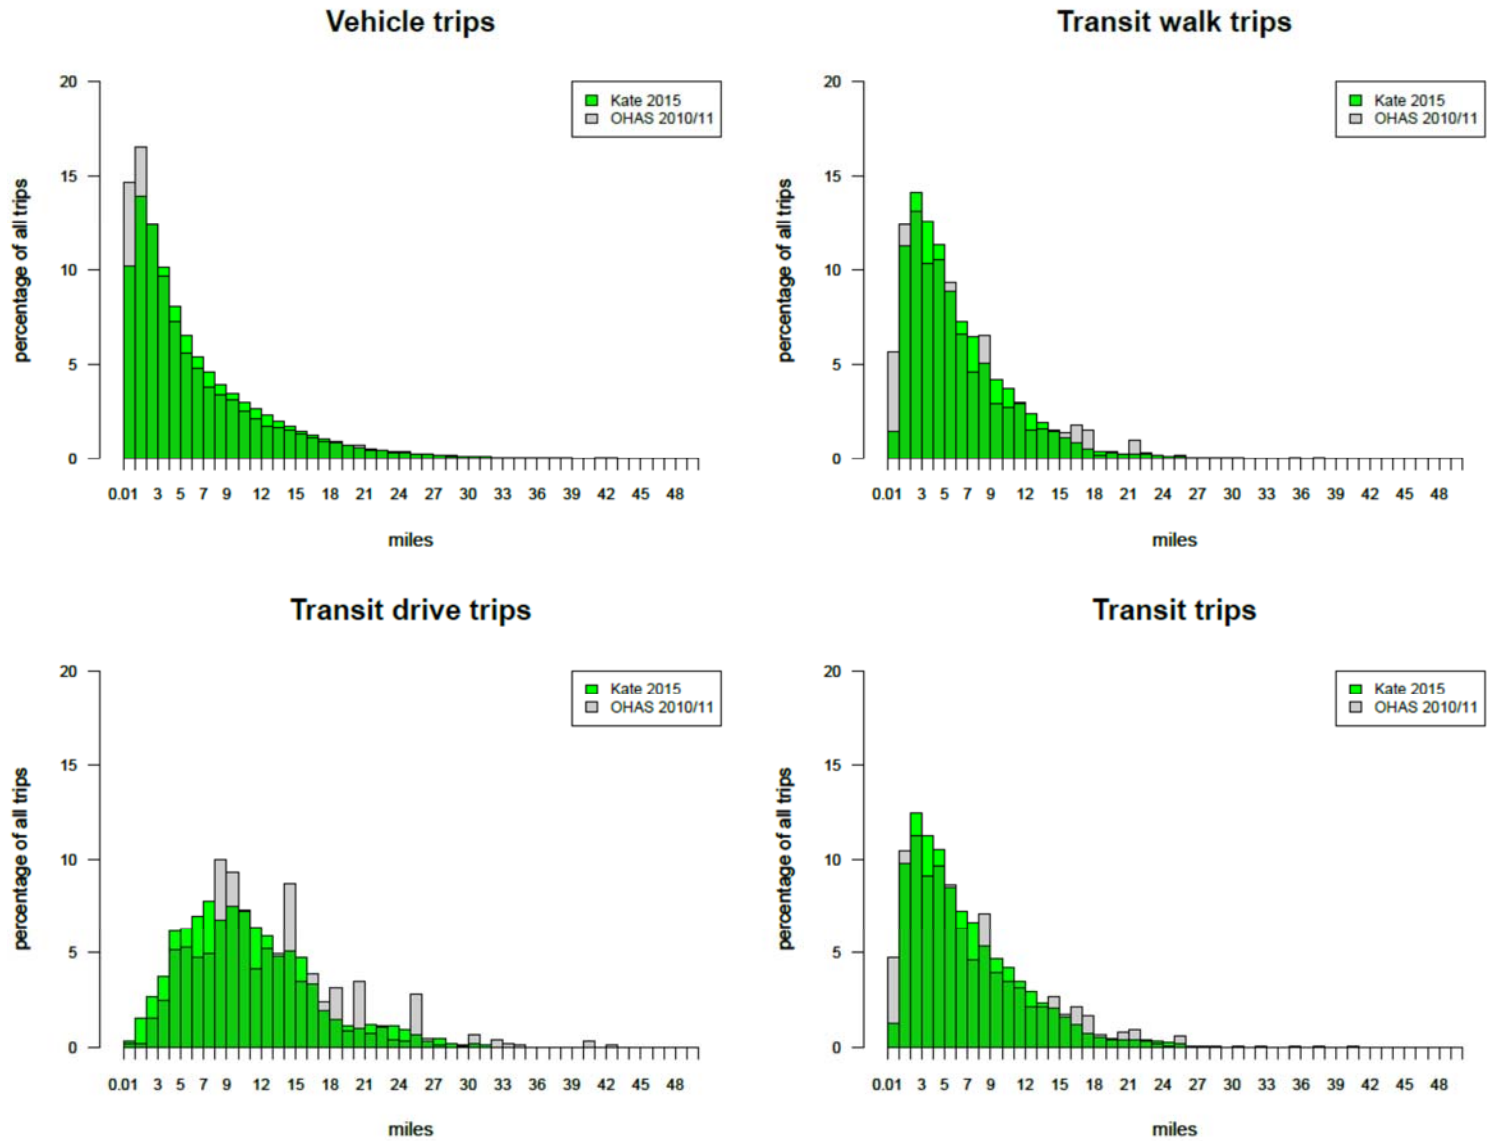 Vehicle trips
percentage of all trips
20
15
10
5
0
Kate 2015
OHAS 2010/11
0.01 3 5 7 9 12 15 18 21 24 27 30 33 36 39 42 45 48
miles
Transit walk trips
percentage of all trips
20
15
10
5
0
Kate 2015
OHAS 2010/11
0.01 3 5 7 9 12 15 18 21 24 27 30 33 36 39 42 45 48
miles
Transit drive trips
percentage of all trips
20
15
10
5
0
Kate 2015
OHAS 2010/11
0.01 3 5 7 9 12 15 18 21 24 27 30 33 36 39 42 45 48
miles
Transit trips
percentage of all trips
20
15
10
5
0
Kate 2015
OHAS 2010/11
0.01 3 5 7 9 12 15 18 21 24 27 30 33 36 39 42 45 48
miles